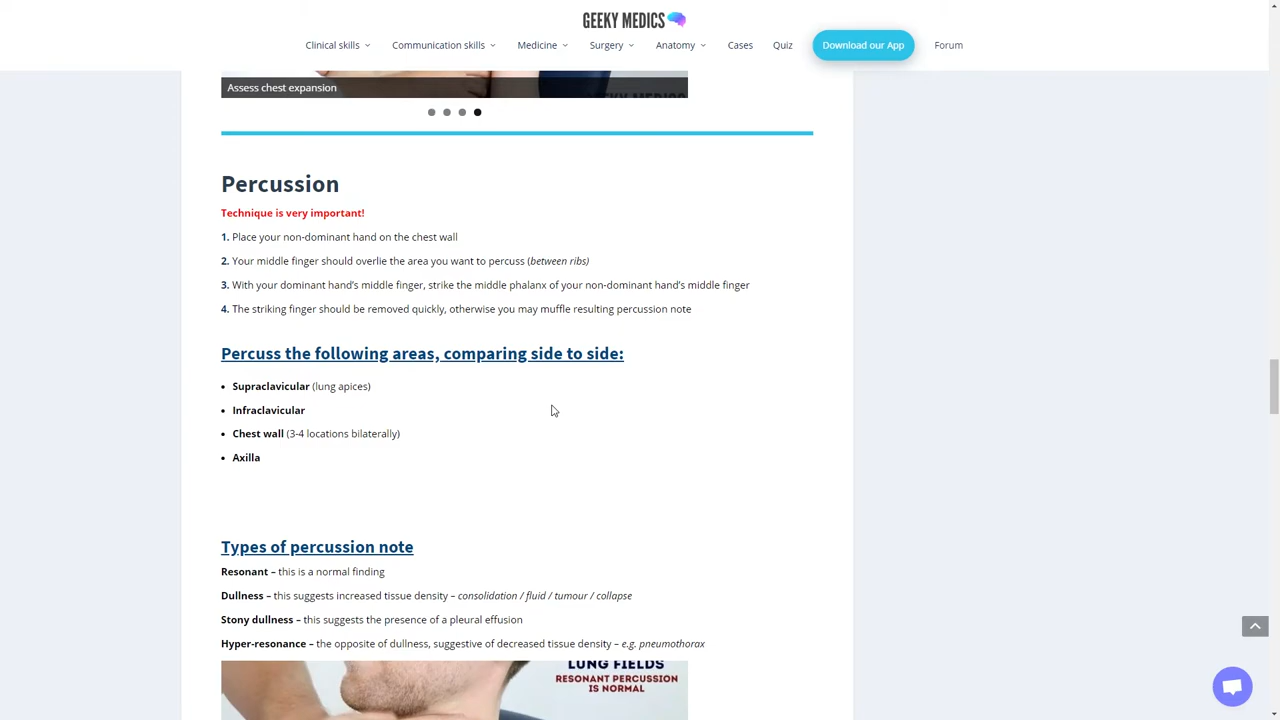 GEEKY MEDICS
Clinical skills Communication skills Medicine Surgery Anatomy Cases Quiz Download our App Forum
Assess chest expansion
GEEKY MEDICS
Percussion
Technique is very important!
1. Place your non-dominant hand on the chest wall
2. Your middle finger should overlie the area you want to percuss (between ribs)
3. With your dominant hand’s middle finger, strike the middle phalanx of your non-dominant hand’s middle finger
4. The striking finger should be removed quickly, otherwise you may muffle resulting percussion note
Percuss the following areas, comparing side to side:
• Supraclavicular (lung apices)
• Infraclavicular
• Chest wall (3-4 locations bilaterally)
• Axilla
Types of percussion note
Resonant – this is a normal finding
Dullness – this suggests increased tissue density – consolidation / fluid / tumour / collapse
Stony dullness – this suggests the presence of a pleural effusion
Hyper-resonance – the opposite of dullness, suggestive of decreased tissue density – e.g. pneumothorax
LUNG FIELDS
RESONANT PERCUSSION
IS NORMAL